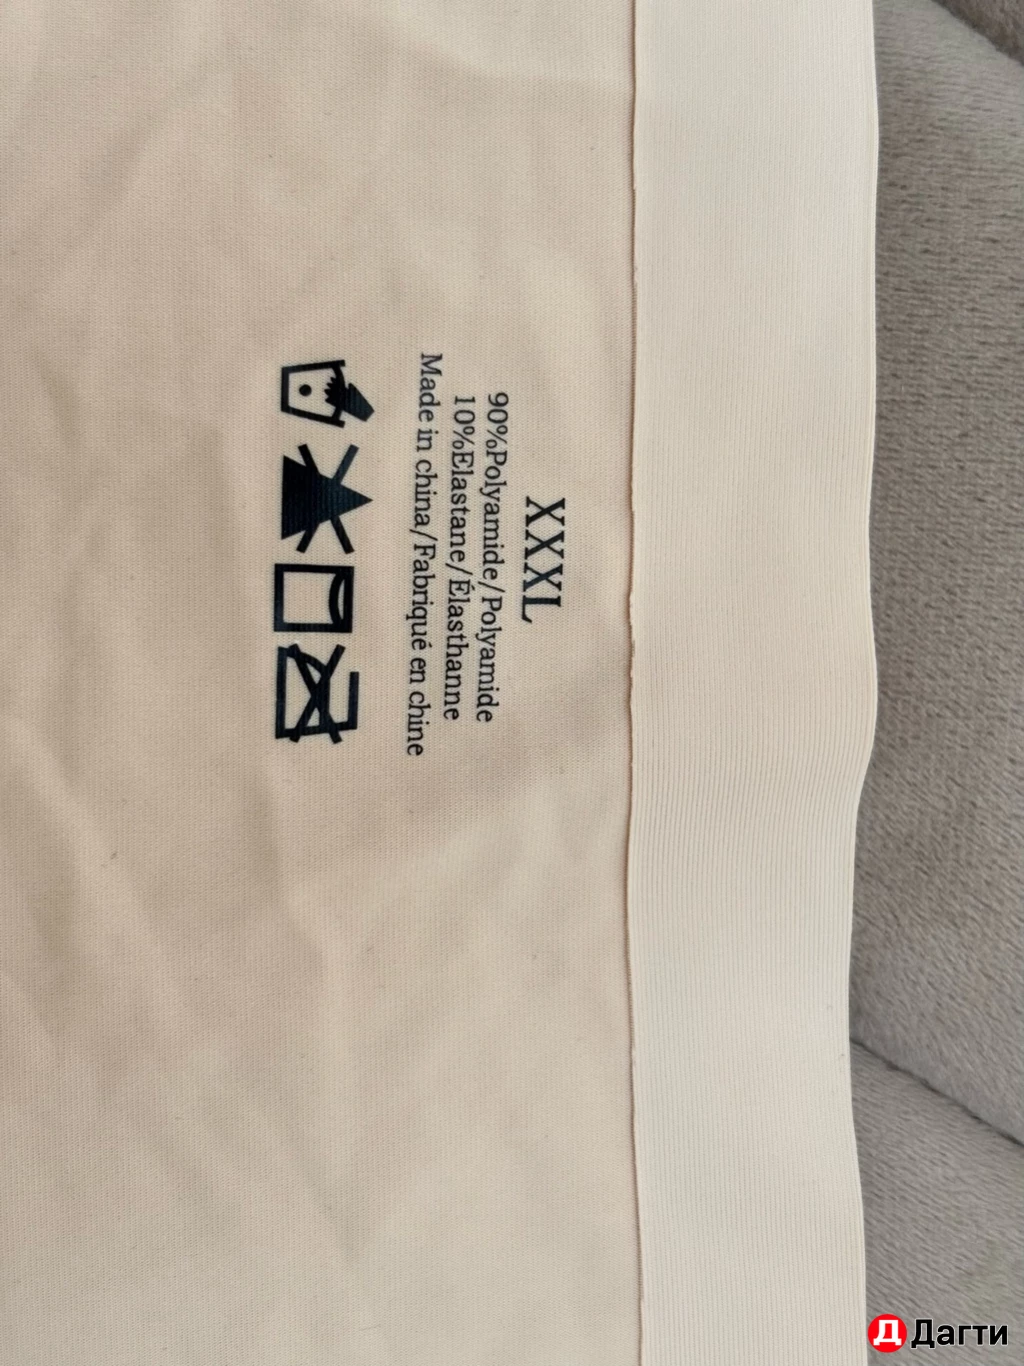 XXXL
90%Polyamide/Polyamide
10%Elastane/Élasthanne
Made in china/Fabriqué en chine
Д Дагти